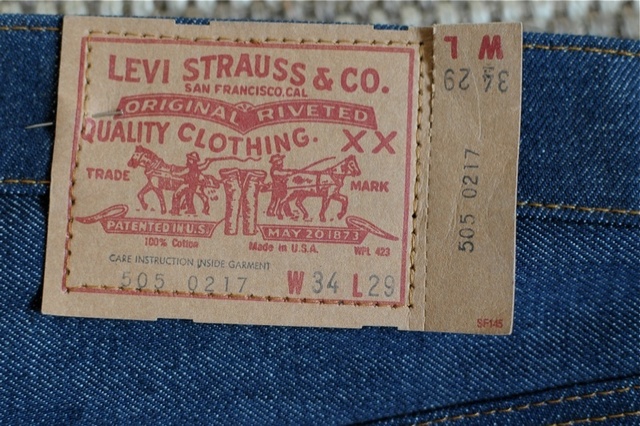 LEVI STRAUSS & CO.
SAN FRANCISCO.CAL
ORIGINAL RIVETED
QUALITY CLOTHING. XX
TRADE MARK
PATENTED IN U.S. MAY 20 1873
100% Cotton Made in U.S.A. WPL 423
CARE INSTRUCTION INSIDE GARMENT
505 0217 W 34 L 29
W L
34 29
505 0217
SF145